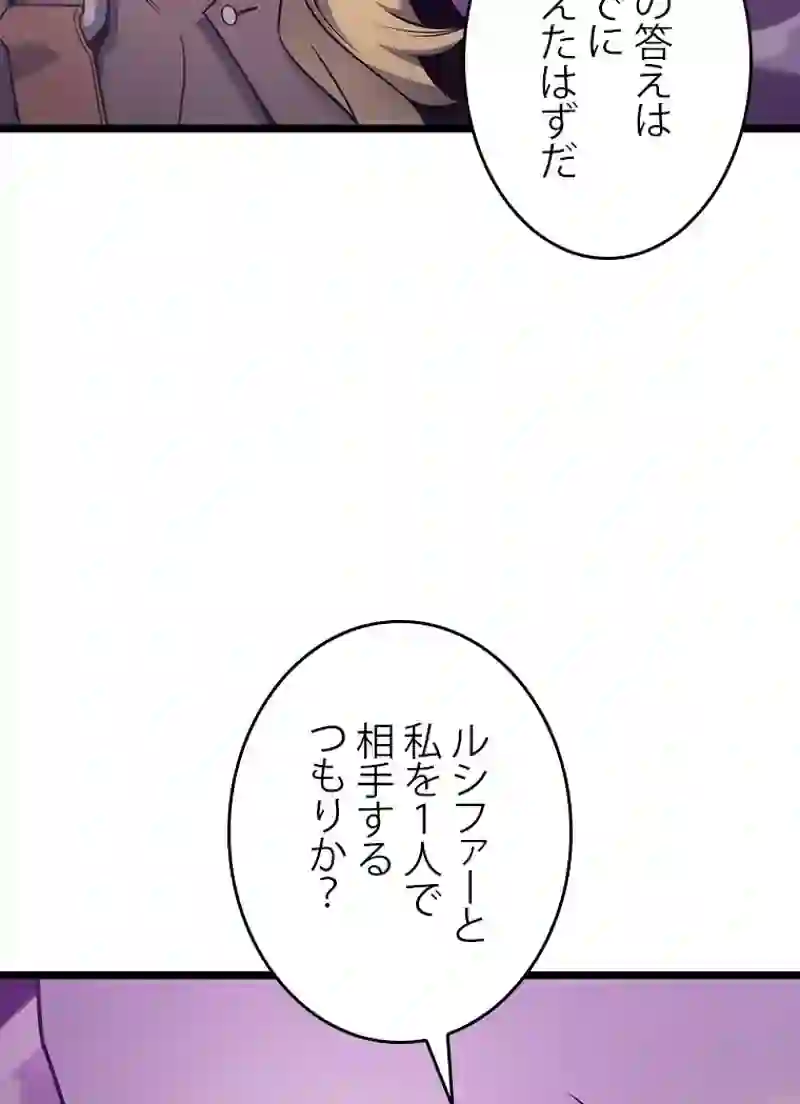 の答えは
でに
えたはずだ
ルシファーと
私を1人で
相手する
つもりか?